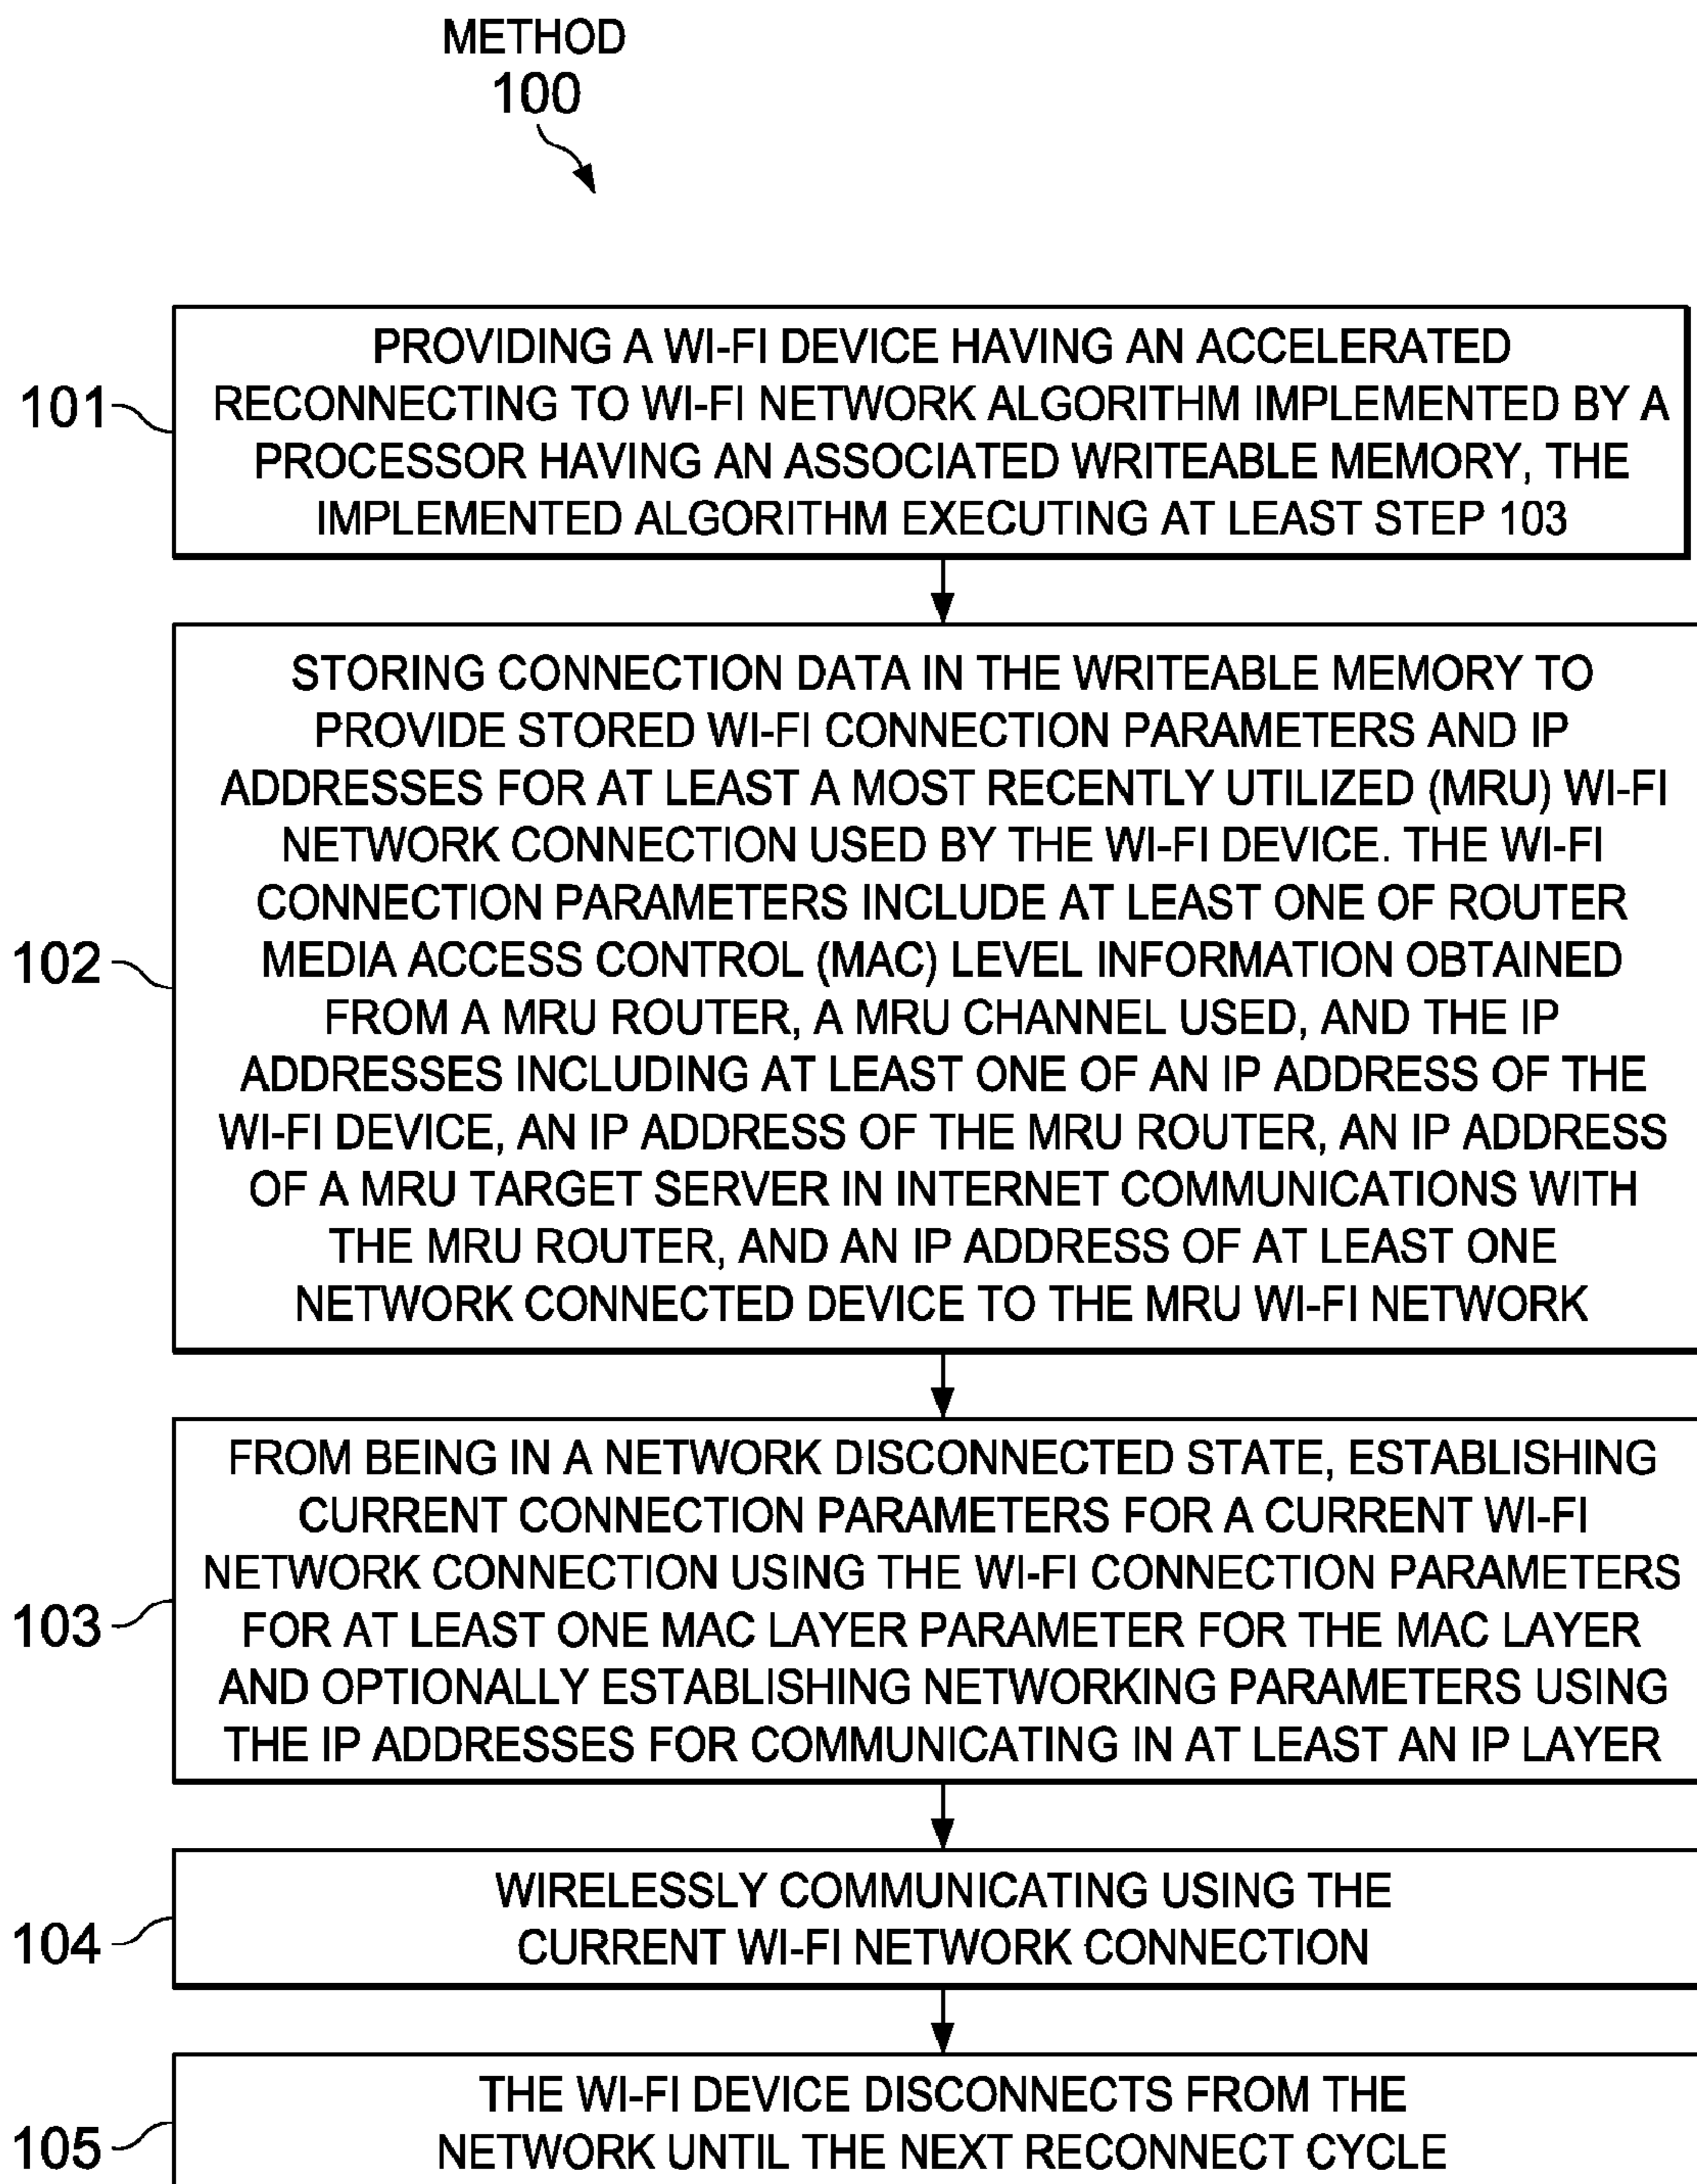 METHOD
100
101
PROVIDING A WI-FI DEVICE HAVING AN ACCELERATED
RECONNECTING TO WI-FI NETWORK ALGORITHM IMPLEMENTED BY A
PROCESSOR HAVING AN ASSOCIATED WRITEABLE MEMORY, THE
IMPLEMENTED ALGORITHM EXECUTING AT LEAST STEP 103
102
STORING CONNECTION DATA IN THE WRITEABLE MEMORY TO
PROVIDE STORED WI-FI CONNECTION PARAMETERS AND IP
ADDRESSES FOR AT LEAST A MOST RECENTLY UTILIZED (MRU) WI-FI
NETWORK CONNECTION USED BY THE WI-FI DEVICE. THE WI-FI
CONNECTION PARAMETERS INCLUDE AT LEAST ONE OF ROUTER
MEDIA ACCESS CONTROL (MAC) LEVEL INFORMATION OBTAINED
FROM A MRU ROUTER, A MRU CHANNEL USED, AND THE IP
ADDRESSES INCLUDING AT LEAST ONE OF AN IP ADDRESS OF THE
WI-FI DEVICE, AN IP ADDRESS OF THE MRU ROUTER, AN IP ADDRESS
OF A MRU TARGET SERVER IN INTERNET COMMUNICATIONS WITH
THE MRU ROUTER, AND AN IP ADDRESS OF AT LEAST ONE
NETWORK CONNECTED DEVICE TO THE MRU WI-FI NETWORK
103
FROM BEING IN A NETWORK DISCONNECTED STATE, ESTABLISHING
CURRENT CONNECTION PARAMETERS FOR A CURRENT WI-FI
NETWORK CONNECTION USING THE WI-FI CONNECTION PARAMETERS
FOR AT LEAST ONE MAC LAYER PARAMETER FOR THE MAC LAYER
AND OPTIONALLY ESTABLISHING NETWORKING PARAMETERS USING
THE IP ADDRESSES FOR COMMUNICATING IN AT LEAST AN IP LAYER
104
WIRELESSLY COMMUNICATING USING THE
CURRENT WI-FI NETWORK CONNECTION
105
THE WI-FI DEVICE DISCONNECTS FROM THE
NETWORK UNTIL THE NEXT RECONNECT CYCLE